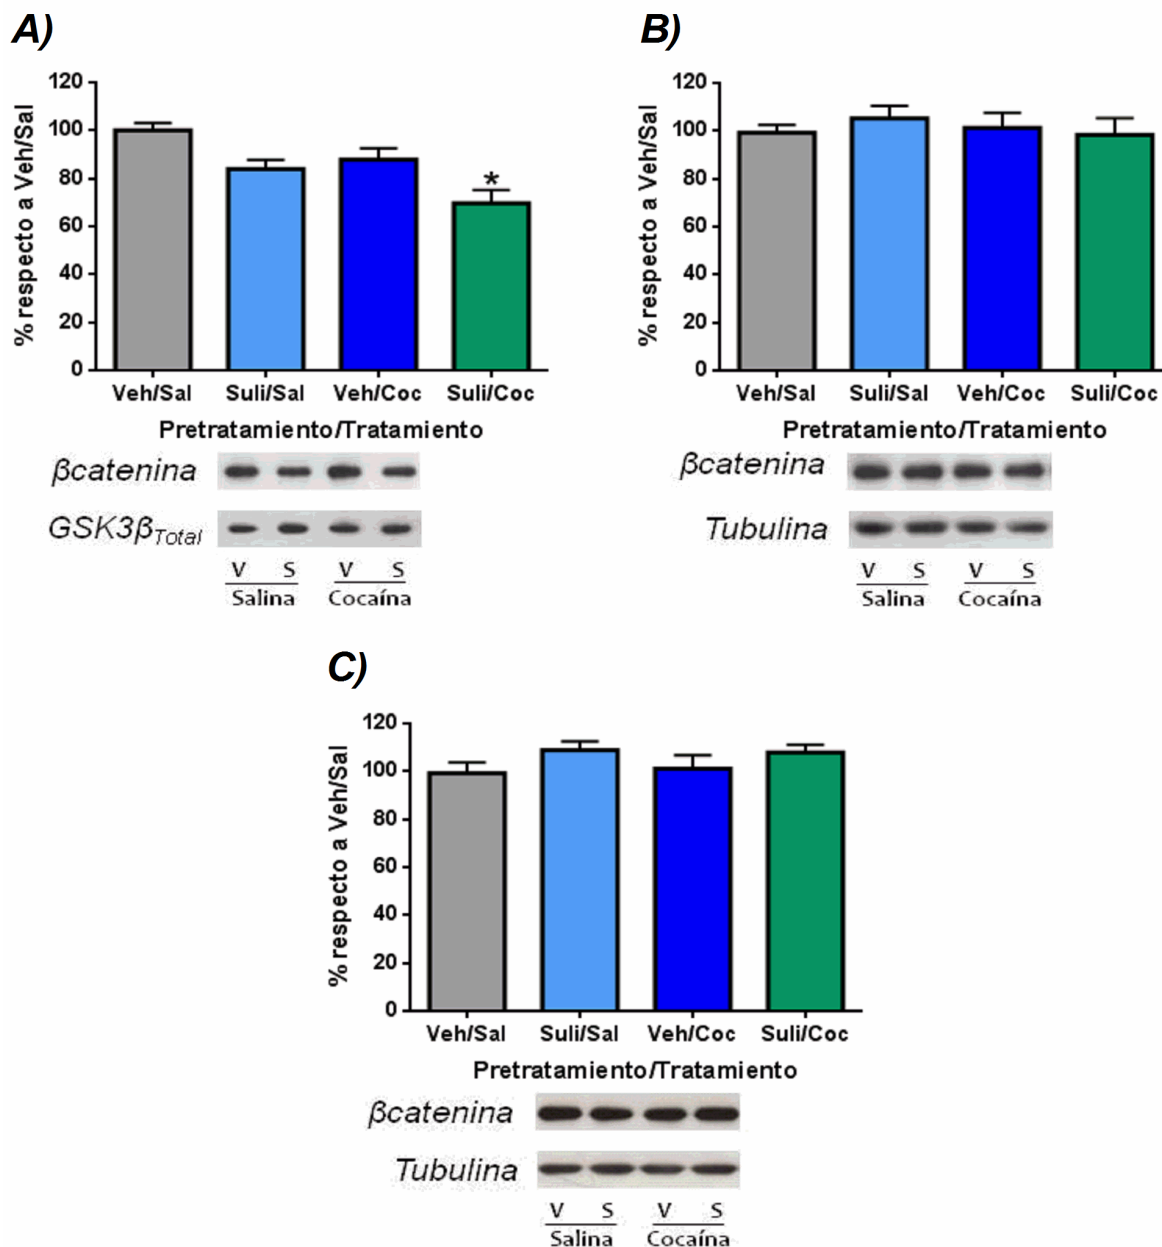 A)
% respecto a Veh/Sal
120
100
80
60
40
20
0
*
Veh/Sal Suli/Sal Veh/Coc Suli/Coc
Pretratamiento/Tratamiento
βcatenina
GSK3βTotal
V S V S
Salina Cocaína
B)
% respecto a Veh/Sal
120
100
80
60
40
20
0
Veh/Sal Suli/Sal Veh/Coc Suli/Coc
Pretratamiento/Tratamiento
βcatenina
Tubulina
V S V S
Salina Cocaína
C)
% respecto a Veh/Sal
120
100
80
60
40
20
0
Veh/Sal Suli/Sal Veh/Coc Suli/Coc
Pretratamiento/Tratamiento
βcatenina
Tubulina
V S V S
Salina Cocaína